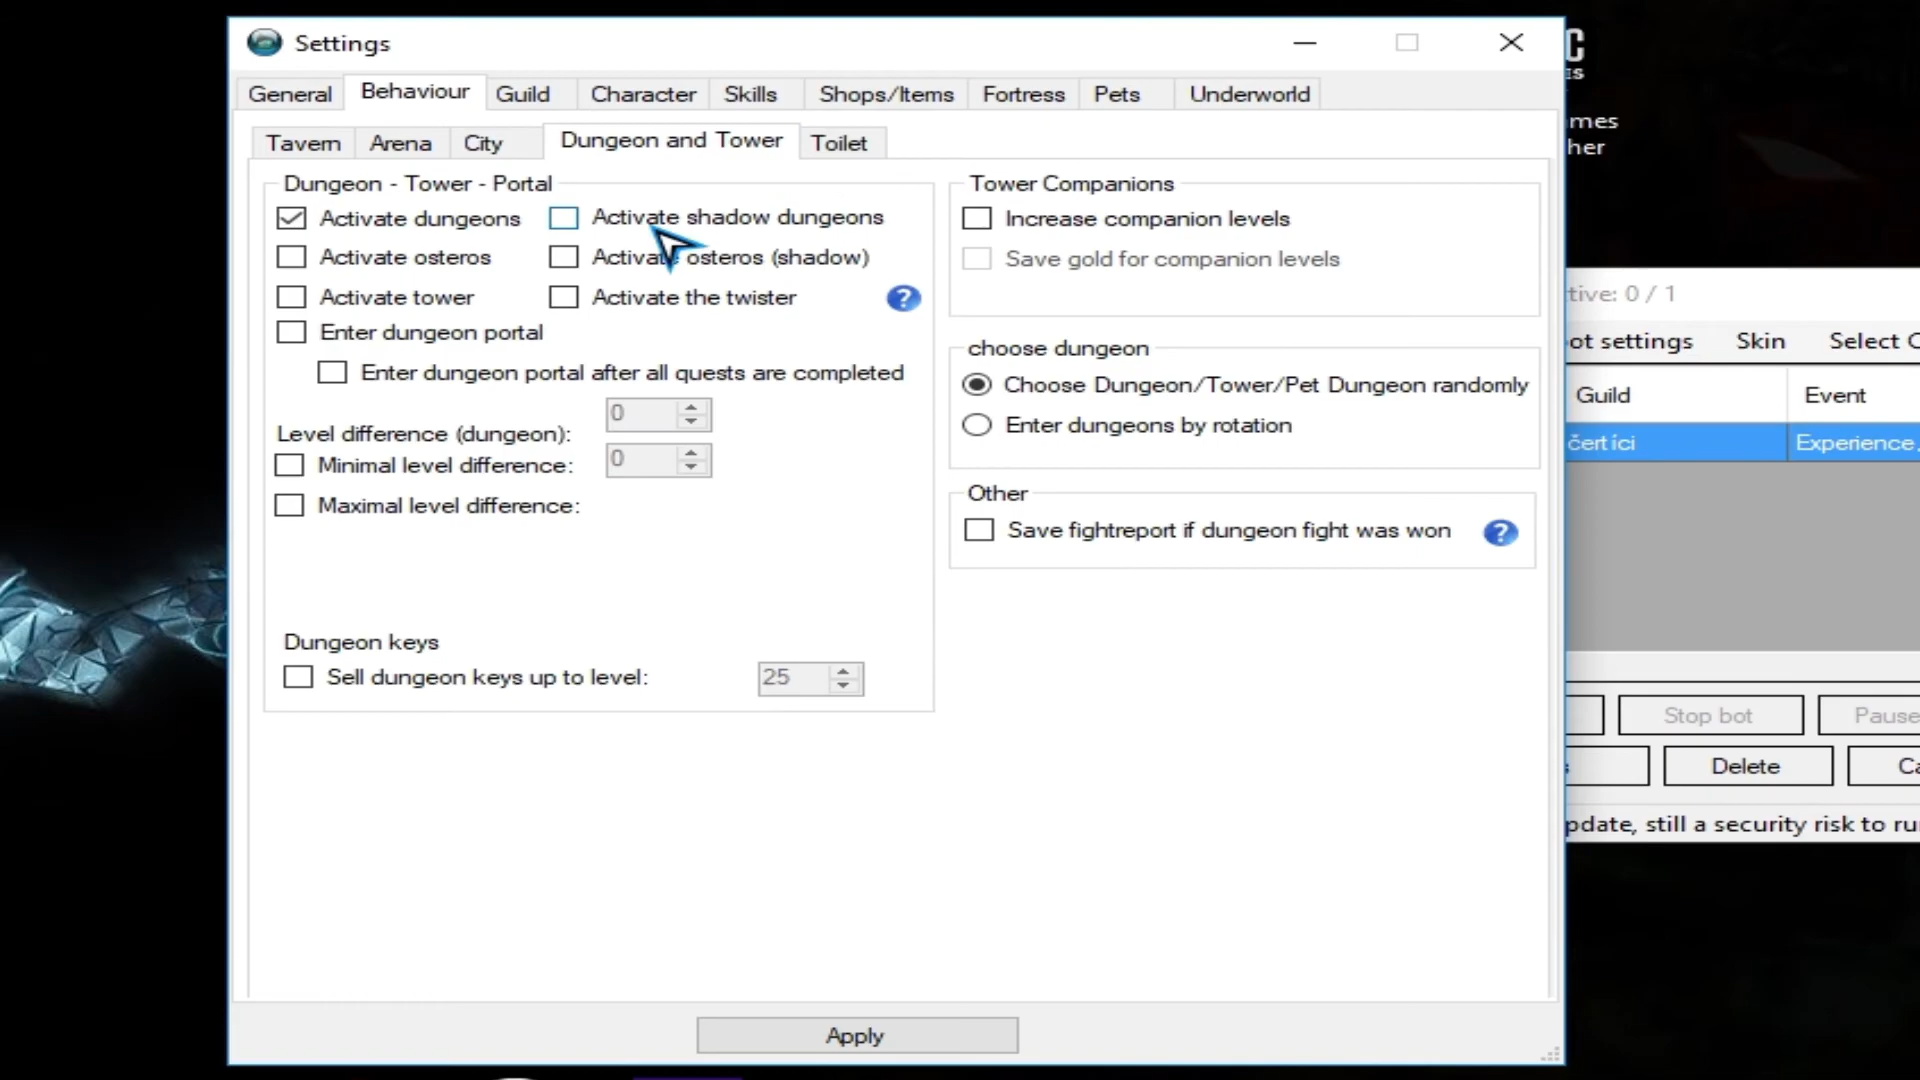 Settings
General Behaviour Guild Character Skills Shops/Items Fortress Pets Underworld
Tavern Arena City Dungeon and Tower Toilet
Dungeon - Tower - Portal
Activate dungeons Activate shadow dungeons
Activate osteros Activate osteros (shadow)
Activate tower Activate the twister ?
Enter dungeon portal
Enter dungeon portal after all quests are completed
0
Level difference (dungeon):
Minimal level difference: 0
Maximal level difference:
Dungeon keys
Sell dungeon keys up to level: 25
Tower Companions
Increase companion levels
Save gold for companion levels
choose dungeon
Choose Dungeon/Tower/Pet Dungeon randomly
Enter dungeons by rotation
Other
Save fightreport if dungeon fight was won ?
Apply
C
ES
mes
her
tive: 0 / 1
ot settings Skin Select C
Guild Event
čertíci Experience,
Stop bot Pause
s Delete Ca
pdate, still a security risk to ru